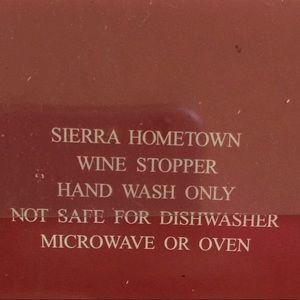 SIERRA HOMETOWN
WINE STOPPER
HAND WASH ONLY
NOT SAFE FOR DISHWASHER
MICROWAVE OR OVEN